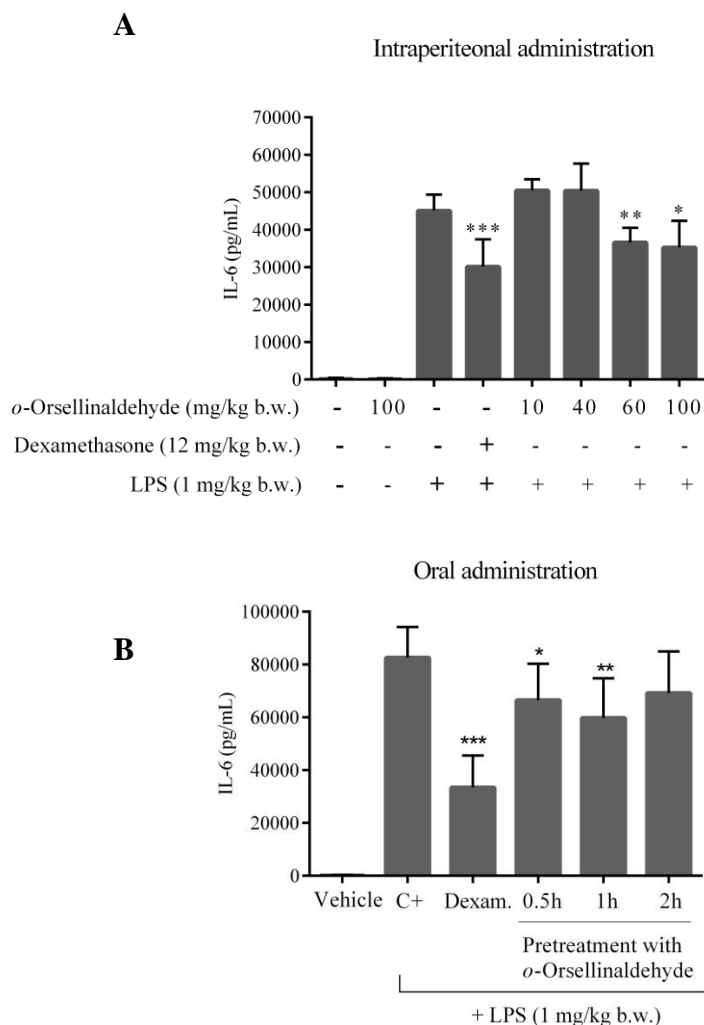 A
Intraperiteonal administration
IL-6 (pg/mL)
70000
60000
50000
40000
30000
20000
10000
0
*** ** *
o-Orsellinaldehyde (mg/kg b.w.) - 100 - - 10 40 60 100
Dexamethasone (12 mg/kg b.w.) - - - + - - - -
LPS (1 mg/kg b.w.) - - + + + + + +
Oral administration
B
IL-6 (pg/mL)
100000
80000
60000
40000
20000
0
*** * **
Vehicle C+ Dexam. 0.5h 1h 2h
Pretreatment with
o-Orsellinaldehyde
+ LPS (1 mg/kg b.w.)